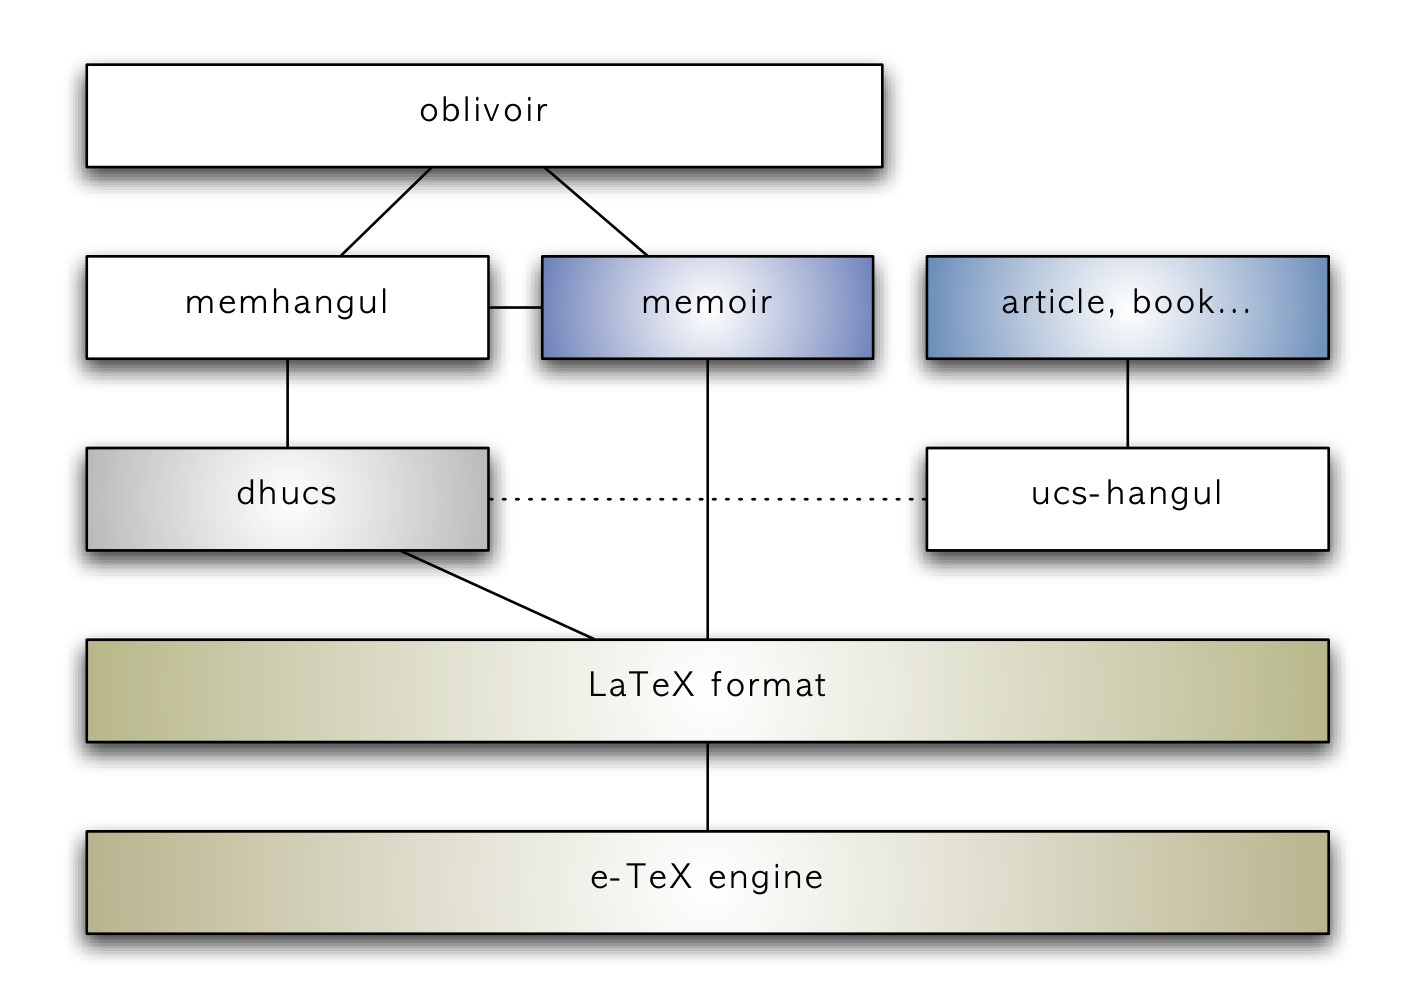 oblivoir
memhangul
memoir
article, book...
dhucs
ucs-hangul
LaTeX format
e-TeX engine